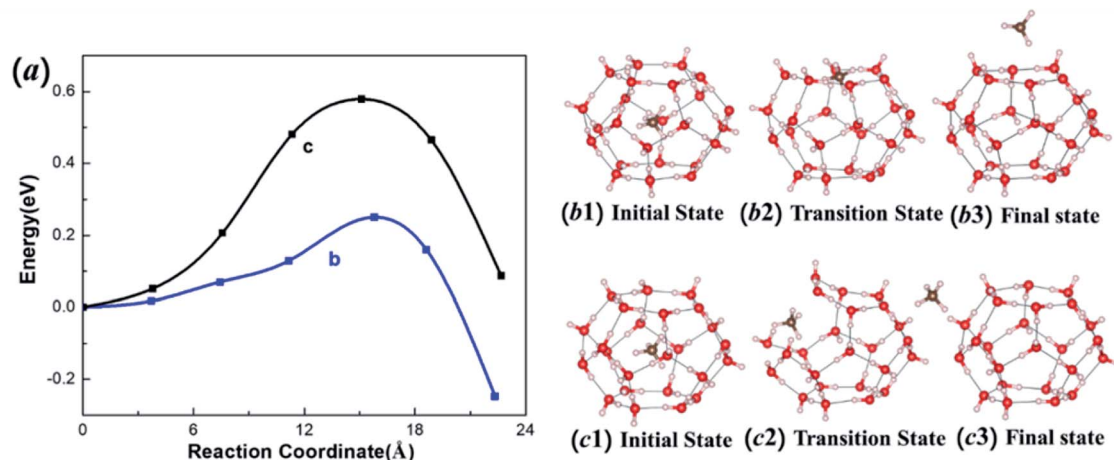 (a)
Energy(eV)
0.6
0.4
0.2
0.0
-0.2
c
b
0 6 12 18 24
Reaction Coordinate(Å)
(b1) Initial State (b2) Transition State (b3) Final state
(c1) Initial State (c2) Transition State (c3) Final state